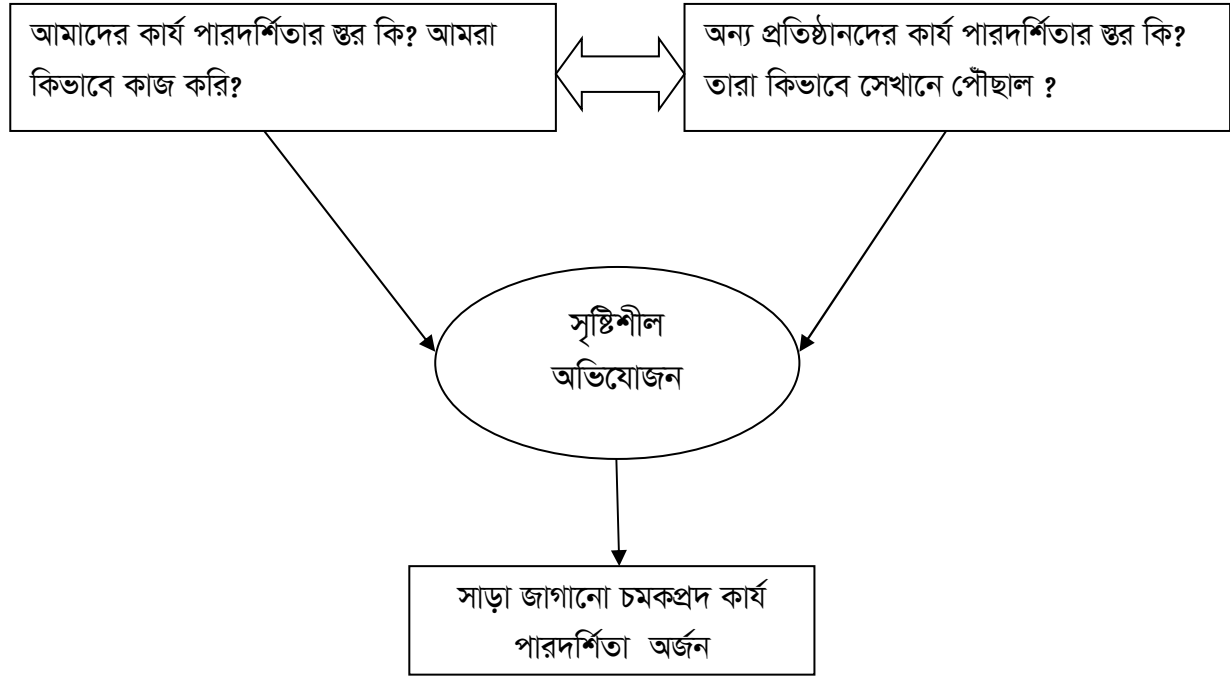 আমাদের কার্য পারদর্শিতার স্তর কি? আমরা
কিভাবে কাজ করি?
অন্য প্রতিষ্ঠানদের কার্য পারদর্শিতার স্তর কি?
তারা কিভাবে সেখানে পৌঁছাল ?
সৃষ্টিশীল
অভিযোজন
সাড়া জাগানো চমকপ্রদ কার্য
পারদর্শিতা অর্জন